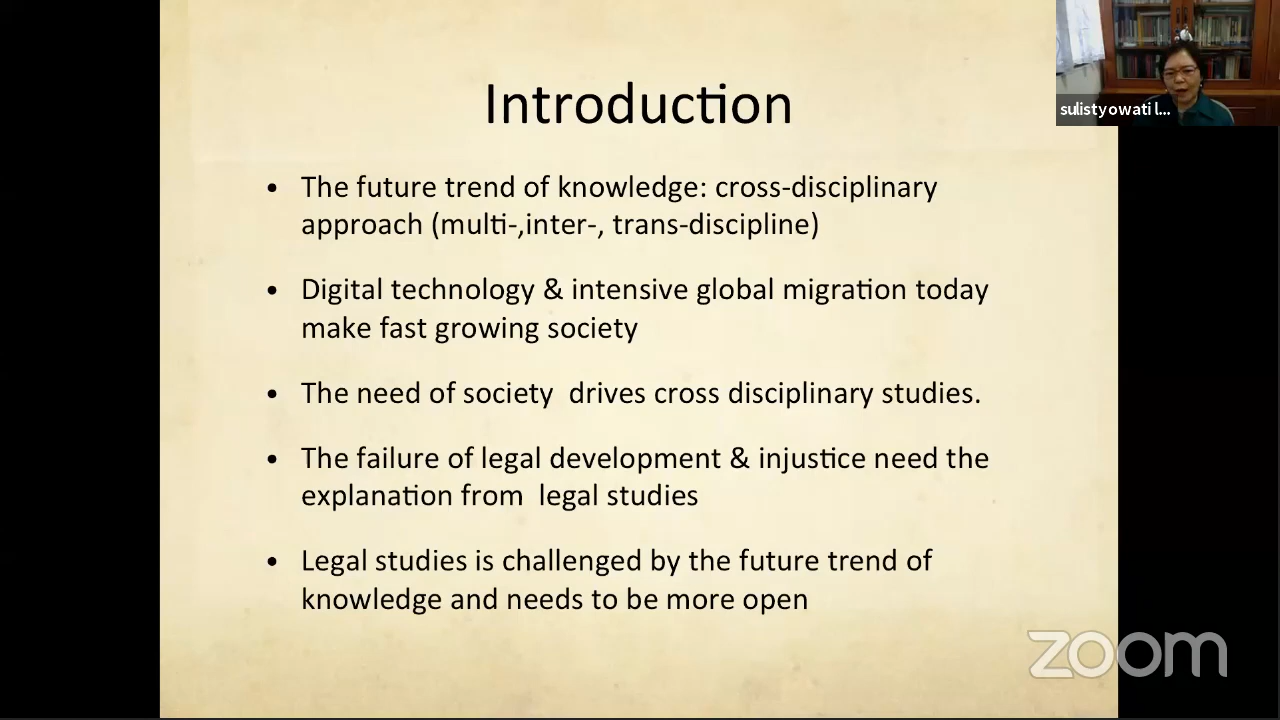 Introduction
sulistyowati l...
• The future trend of knowledge: cross-disciplinary
approach (multi-,inter-, trans-discipline)
• Digital technology & intensive global migration today
make fast growing society
• The need of society  drives cross disciplinary studies.
• The failure of legal development & injustice need the
explanation from  legal studies
• Legal studies is challenged by the future trend of
knowledge and needs to be more open
zoom